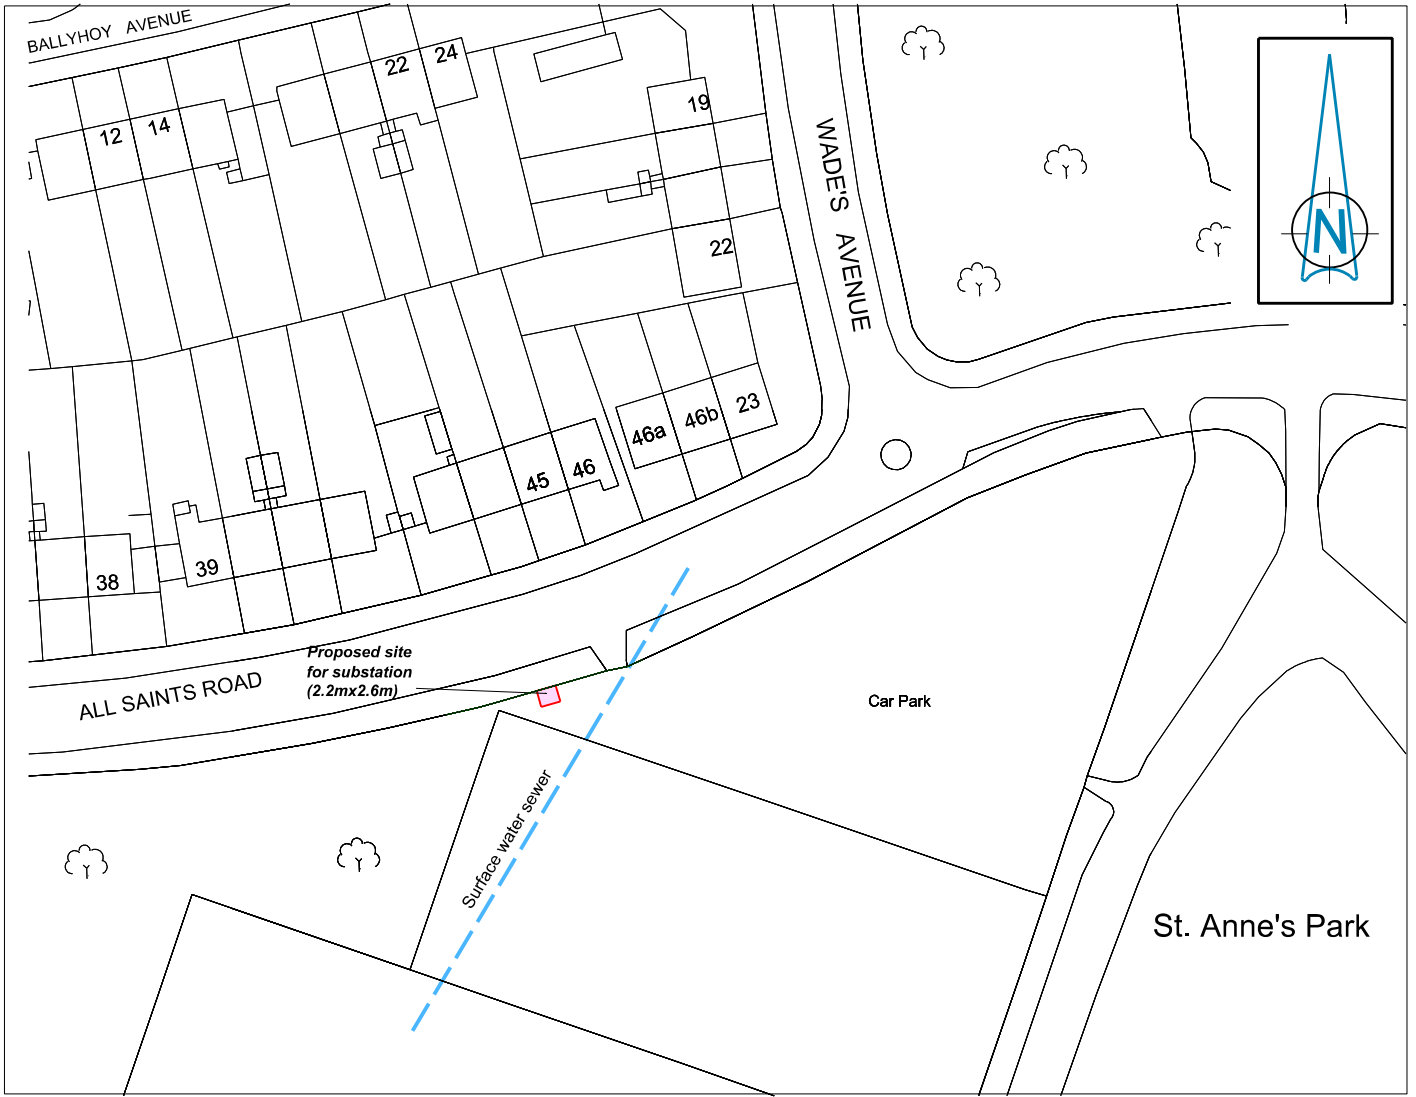 BALLYHOY AVENUE
22
24
12
14
19
WADE'S AVENUE
N
22
23
46b
46a
46
45
39
38
Proposed site
for substation
(2.2mx2.6m)
ALL SAINTS ROAD
Car Park
Surface water sewer
St. Anne's Park